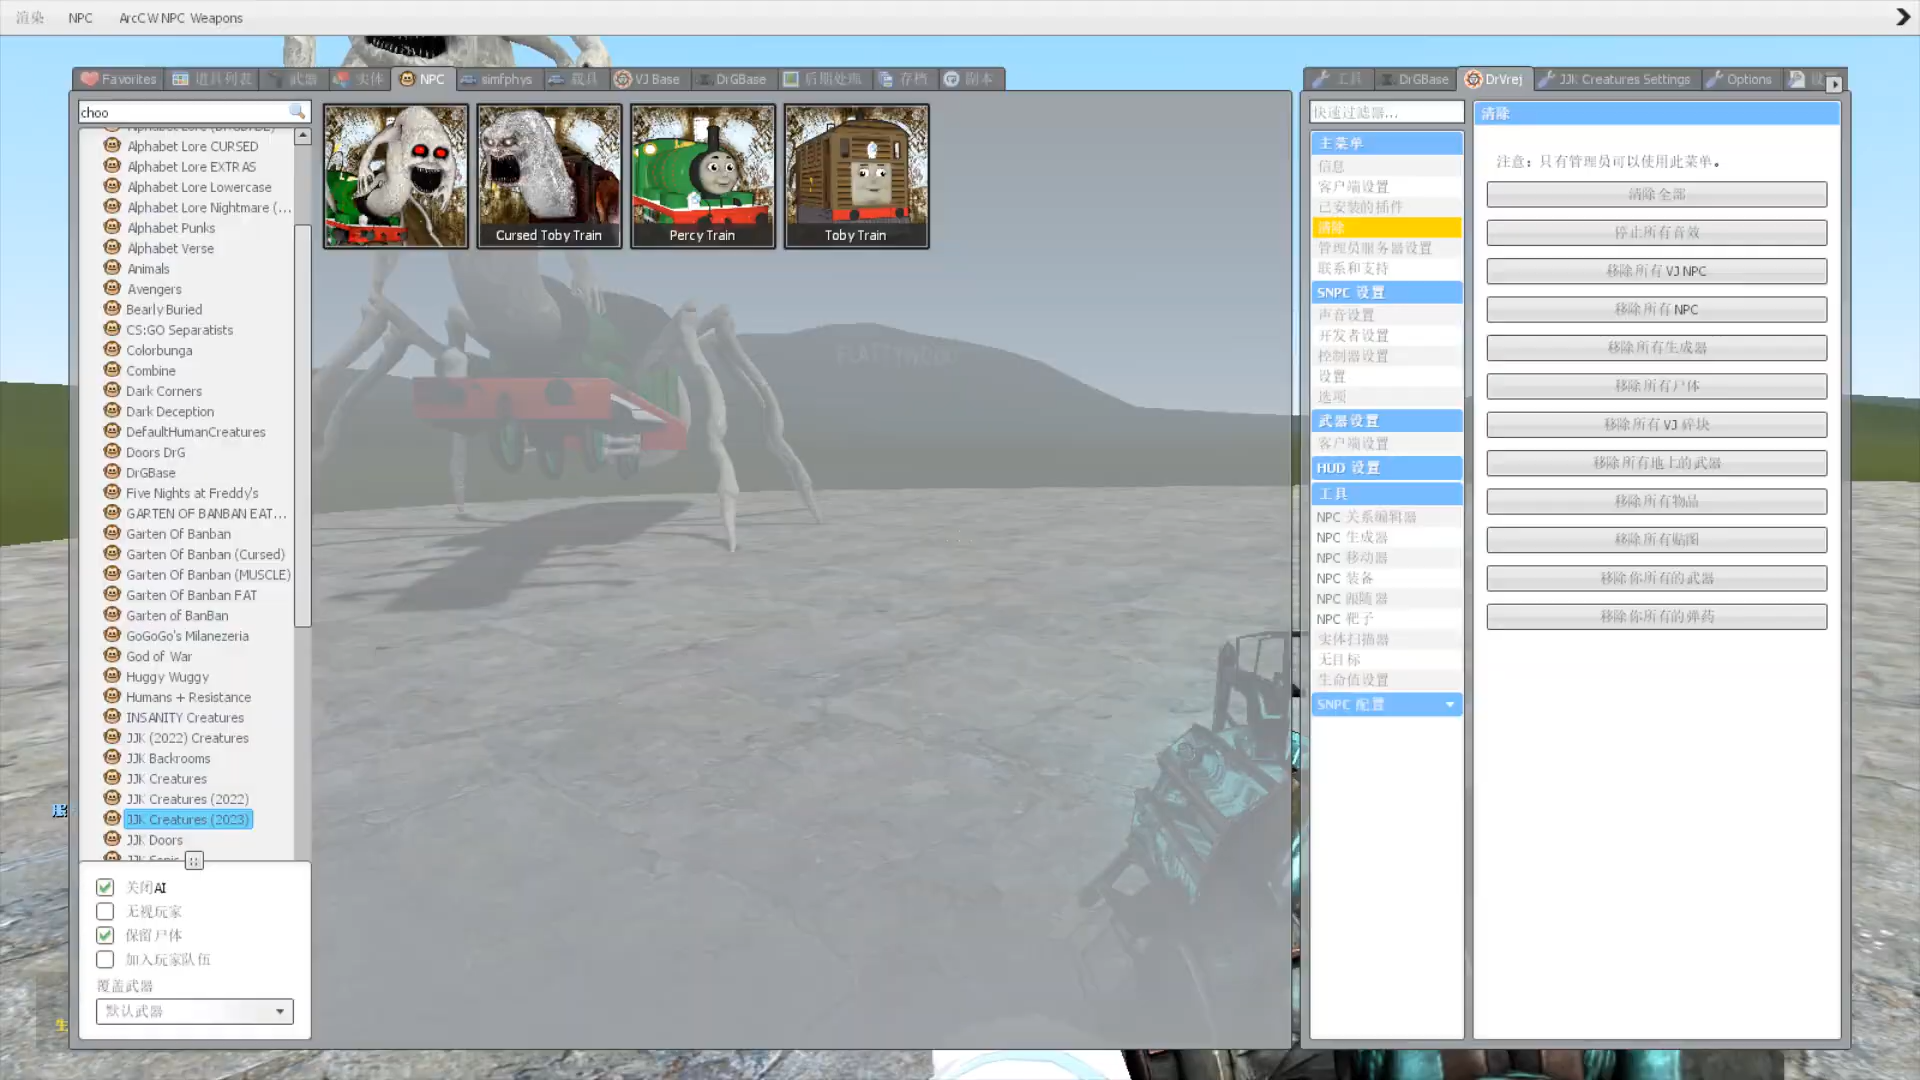 渲染 NPC ArcCW NPC Weapons
Favorites 道具列表 武器 实体 NPC simfphys 载具 VJ Base DrGBase 后期处理 存档 副本
工具 DrGBase DrVrej JJK Creatures Settings Options
choo
Alphabet Lore CURSED
Alphabet Lore EXTRAS
Alphabet Lore Lowercase
Alphabet Lore Nightmare (...
Alphabet Punks
Alphabet Verse
Animals
Avengers
Bearly Buried
CS:GO Separatists
Colorbunga
Combine
Dark Corners
Dark Deception
DefaultHumanCreatures
Doors DrG
DrGBase
Five Nights at Freddy's
GARTEN OF BANBAN EAT...
Garten Of Banban
Garten Of Banban (Cursed)
Garten Of Banban (MUSCLE)
Garten Of Banban FAT
Garten of BanBan
GoGoGo's Milanezeria
God of War
Huggy Wuggy
Humans + Resistance
INSANITY Creatures
JJK (2022) Creatures
JJK Backrooms
JJK Creatures
JJK Creatures (2022)
JJK Creatures (2023)
JJK Doors
关闭AI
无视玩家
保留尸体
加入玩家队伍
覆盖武器
默认武器
Cursed Toby Train
Percy Train
Toby Train
快速过滤器...
主菜单
信息
客户端设置
已安装的插件
清除
管理员服务器设置
联系和支持
SNPC 设置
声音设置
开发者设置
控制器设置
设置
选项
武器设置
客户端设置
HUD 设置
工具
NPC 关系编辑器
NPC 生成器
NPC 移动器
NPC 装备
NPC 跟随器
NPC 靶子
实体扫描器
无目标
生命值设置
SNPC 配置
清除
注意：只有管理员可以使用此菜单。
清除全部
停止所有音效
移除所有 VJ NPC
移除所有 NPC
移除所有生成器
移除所有尸体
移除所有 VJ 碎块
移除所有地上的武器
移除所有物品
移除所有贴图
移除你所有的武器
移除你所有的弹药